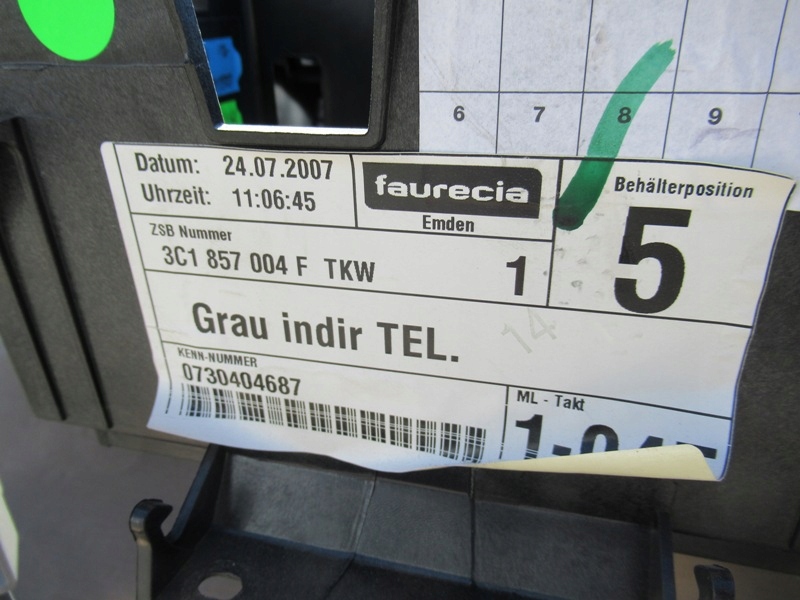 6 7 8 9
Datum: 24.07.2007
Uhrzeit: 11:06:45
faurecia
Emden
Behälterposition
5
ZSB Nummer
3C1 857 004 F TKW 1
Grau indir TEL.
14
KENN-NUMMER
0730404687
ML - Takt